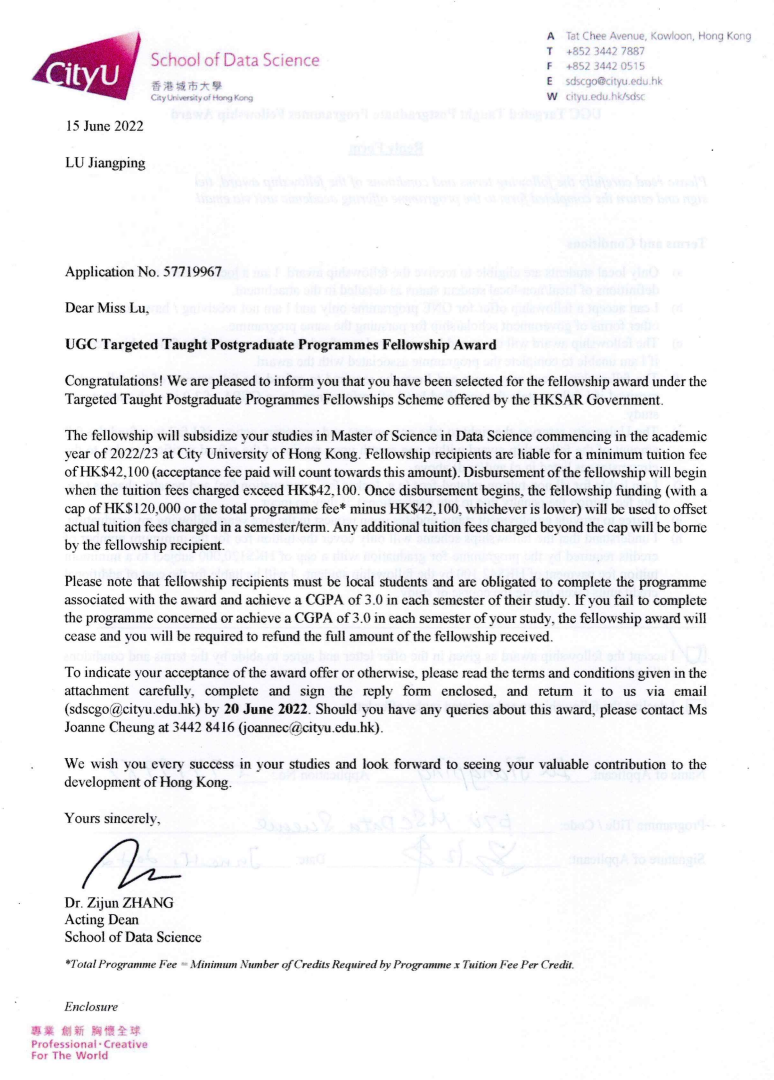 CityU
School of Data Science
香港城市大學
City University of Hong Kong
A Tat Chee Avenue, Kowloon, Hong Kong
T +852 3442 7887
F +852 3442 0515
E sdscgo@cityu.edu.hk
W cityu.edu.hk/sdsc
15 June 2022
LU Jiangping
Application No. 57719967
Dear Miss Lu,
UGC Targeted Taught Postgraduate Programmes Fellowship Award
Congratulations! We are pleased to inform you that you have been selected for the fellowship award under the
Targeted Taught Postgraduate Programmes Fellowships Scheme offered by the HKSAR Government.
The fellowship will subsidize your studies in Master of Science in Data Science commencing in the academic
year of 2022/23 at City University of Hong Kong. Fellowship recipients are liable for a minimum tuition fee
of HK$42,100 (acceptance fee paid will count towards this amount). Disbursement of the fellowship will begin
when the tuition fees charged exceed HK$42,100. Once disbursement begins, the fellowship funding (with a
cap of HK$120,000 or the total programme fee* minus HK$42,100, whichever is lower) will be used to offset
actual tuition fees charged in a semester/term. Any additional tuition fees charged beyond the cap will be borne
by the fellowship recipient.
Please note that fellowship recipients must be local students and are obligated to complete the programme
associated with the award and achieve a CGPA of 3.0 in each semester of their study. If you fail to complete
the programme concerned or achieve a CGPA of 3.0 in each semester of your study, the fellowship award will
cease and you will be required to refund the full amount of the fellowship received.
To indicate your acceptance of the award offer or otherwise, please read the terms and conditions given in the
attachment carefully, complete and sign the reply form enclosed, and return it to us via email
(sdscgo@cityu.edu.hk) by 20 June 2022. Should you have any queries about this award, please contact Ms
Joanne Cheung at 3442 8416 (joannec@cityu.edu.hk).
We wish you every success in your studies and look forward to seeing your valuable contribution to the
development of Hong Kong.
Yours sincerely,
Dr. Zijun ZHANG
Acting Dean
School of Data Science
*Total Programme Fee = Minimum Number of Credits Required by Programme x Tuition Fee Per Credit.
Enclosure
專業 創新 胸懷全球
Professional · Creative
For The World